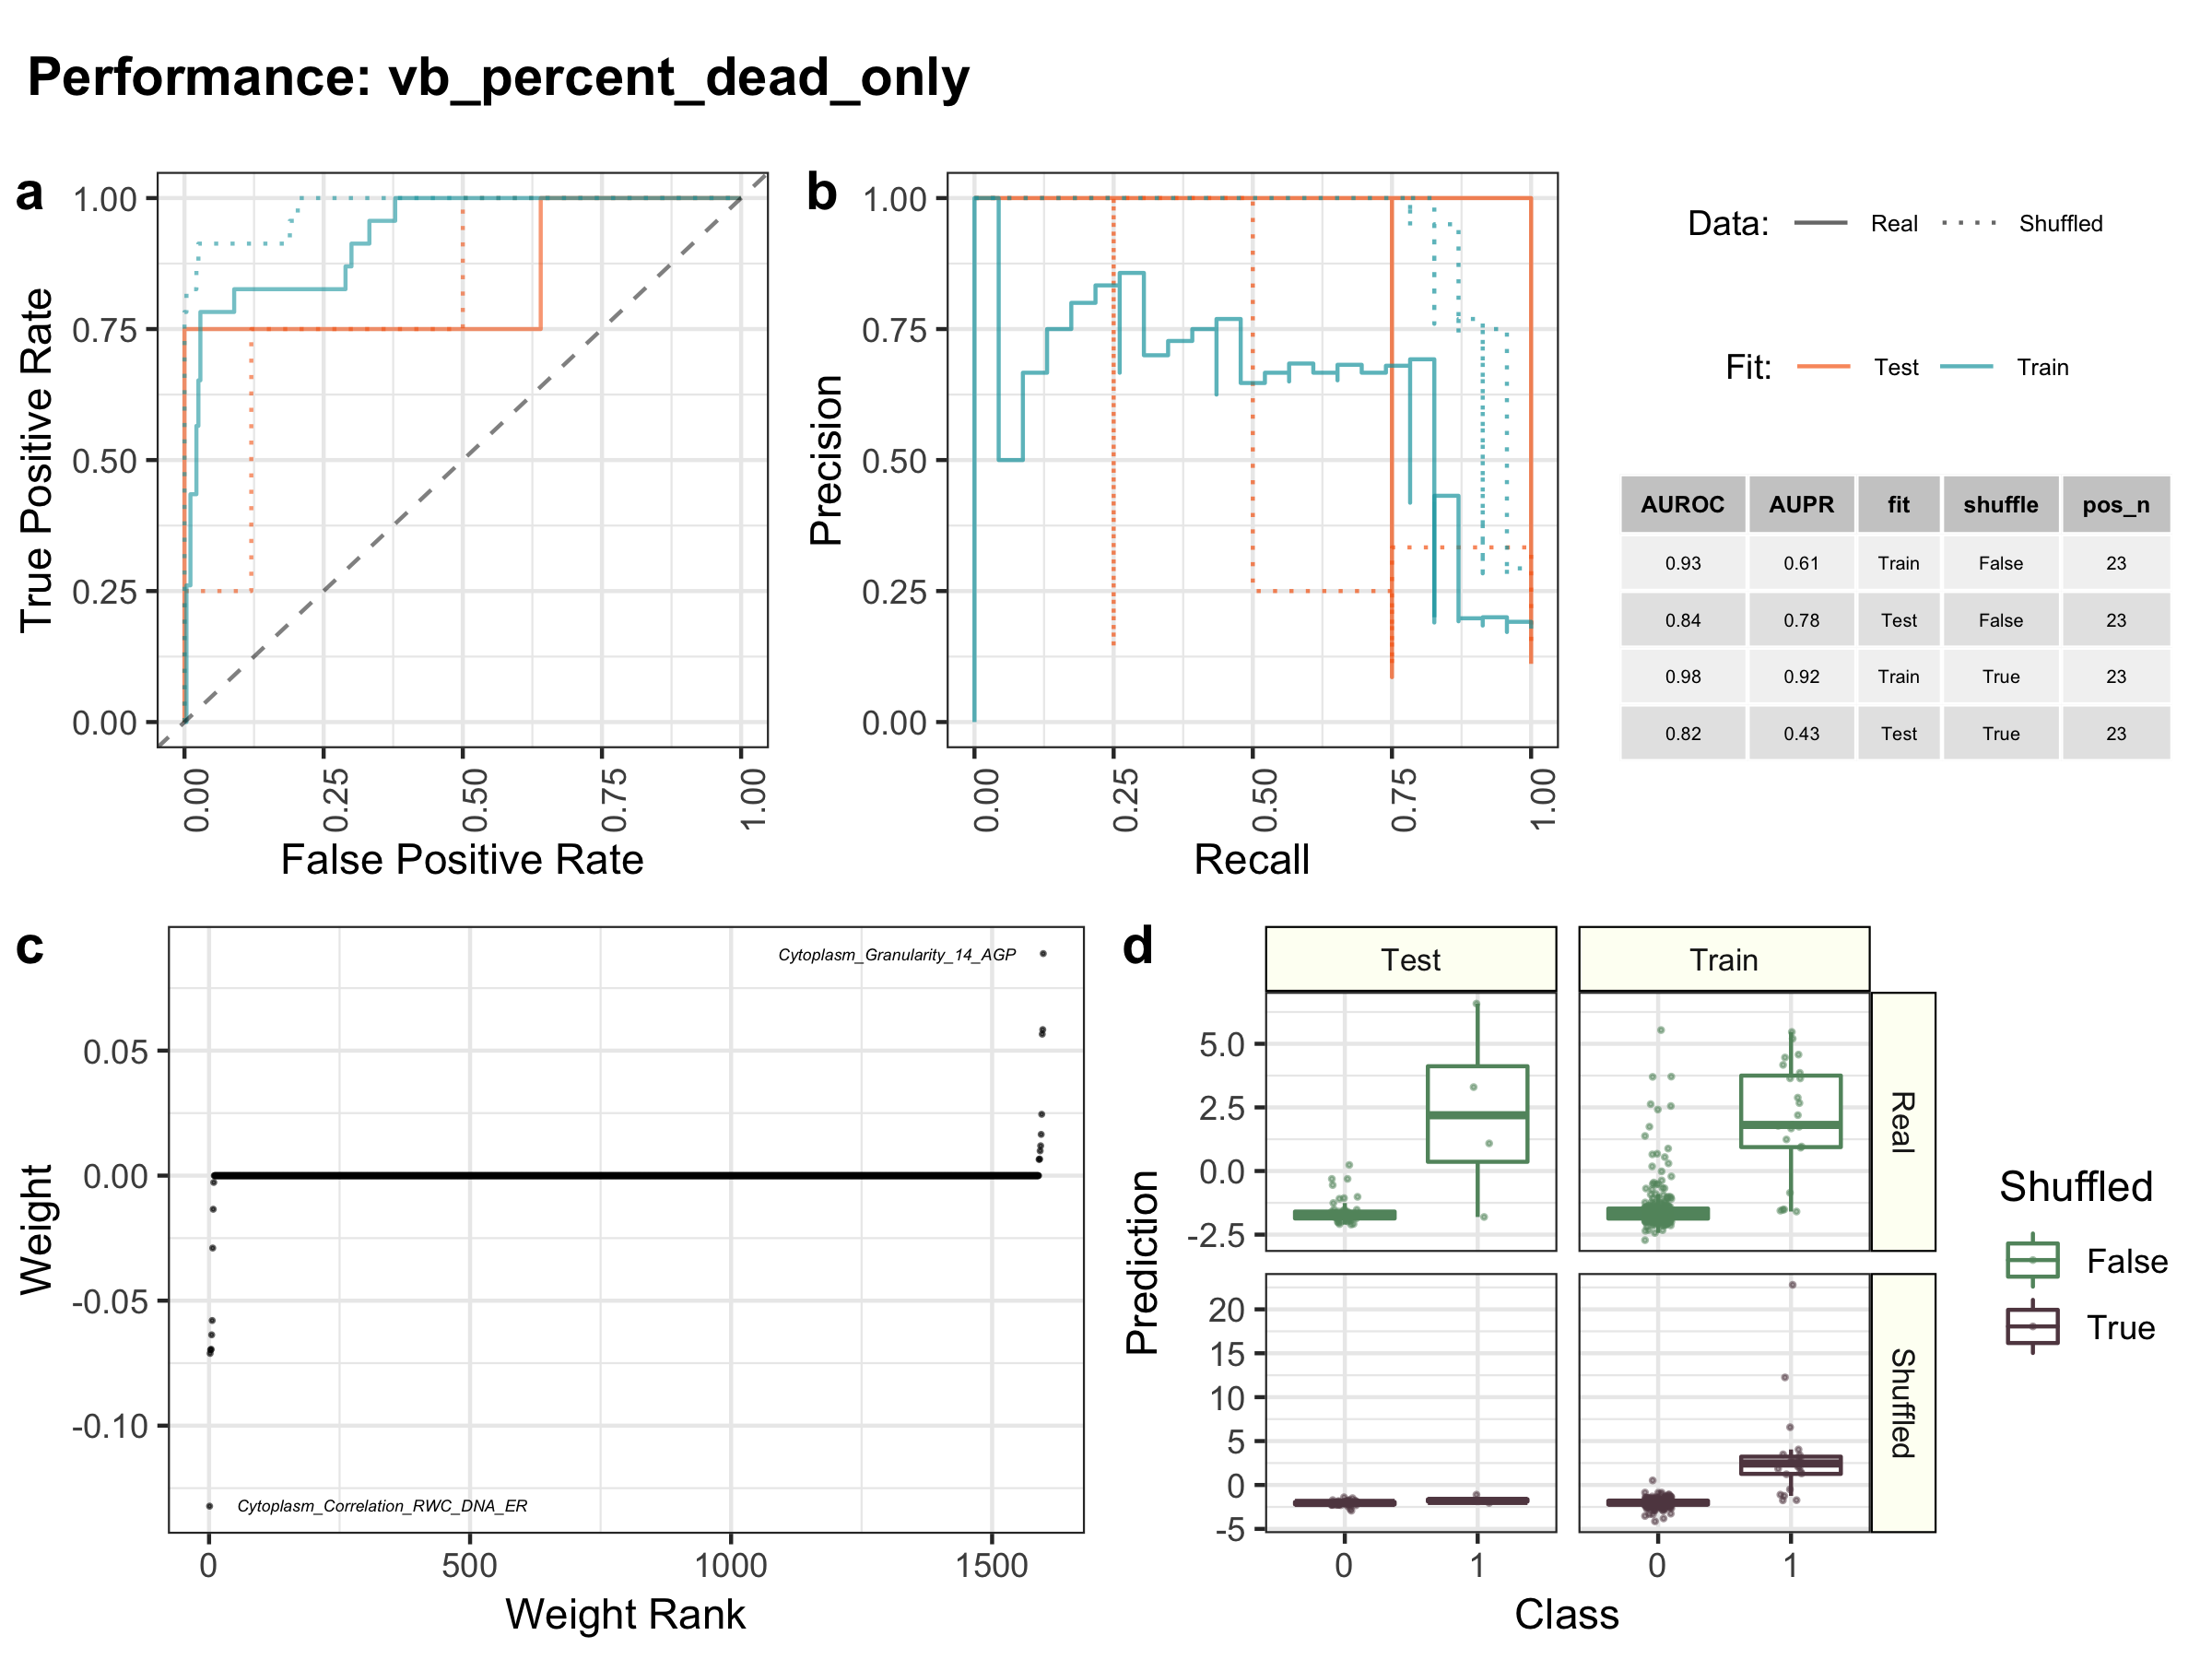 Performance: vb_percent_dead_only
a
1.00
0.75
0.50
0.25
0.00
True Positive Rate
0.00
0.25
0.50
0.75
1.00
False Positive Rate
b
1.00
0.75
0.50
0.25
0.00
Precision
0.00
0.25
0.50
0.75
1.00
Recall
Data: Real Shuffled
Fit: Test Train
AUROC AUPR fit shuffle pos_n
0.93 0.61 Train False 23
0.84 0.78 Test False 23
0.98 0.92 Train True 23
0.82 0.43 Test True 23
c
Cytoplasm_Granularity_14_AGP
0.05
0.00
-0.05
-0.10
Weight
Cytoplasm_Correlation_RWC_DNA_ER
0 500 1000 1500
Weight Rank
d
Test Train
5.0
2.5
0.0
-2.5
Real
20
15
10
5
0
-5
Shuffled
Prediction
0 1 0 1
Class
Shuffled
False
True